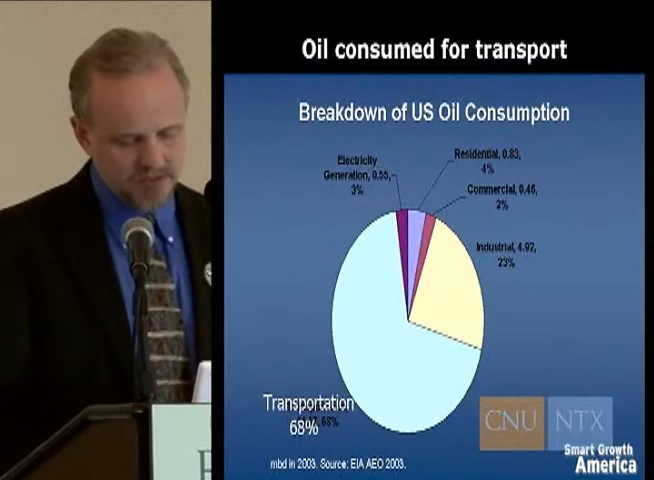 Oil consumed for transport
Breakdown of US Oil Consumption
Electricity
Generation, 0.55,
3%
Residential, 0.83,
4%
Commercial, 0.46,
2%
Industrial, 4.97,
23%
Transportation
68%
CNU NTX
mbd in 2003. Source: EIA AEO 2003.
Smart Growth
America